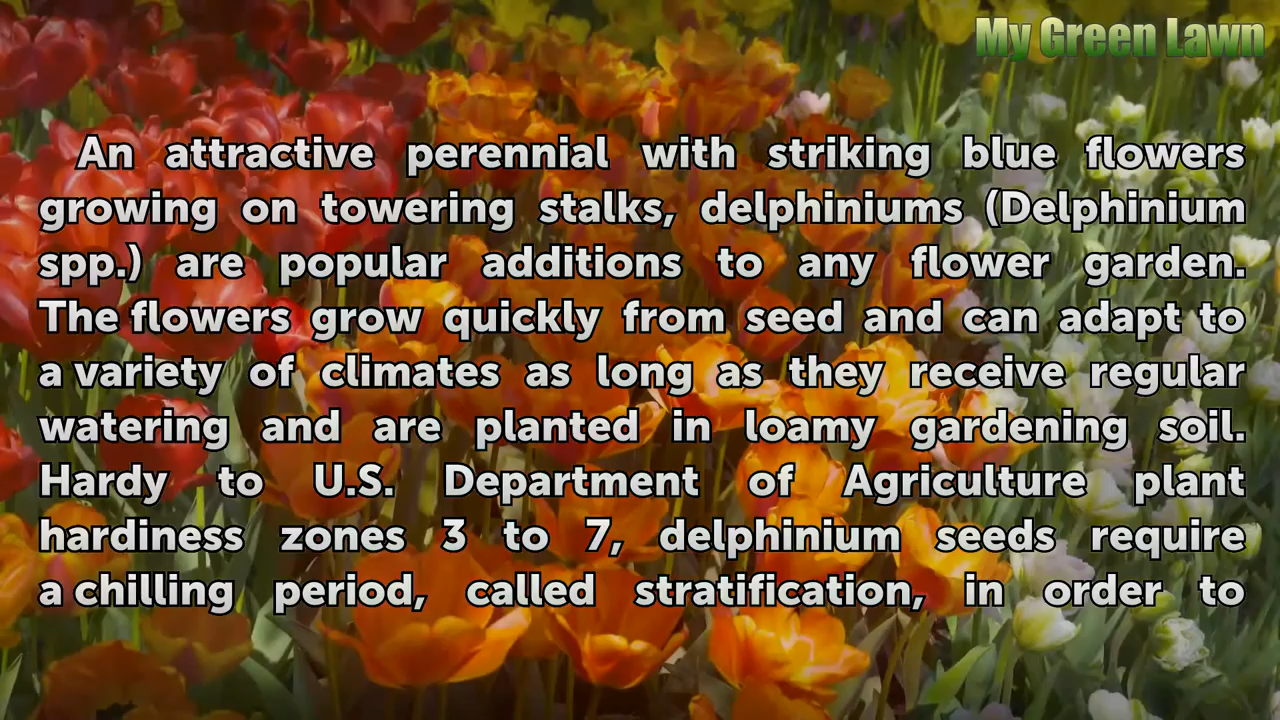 My Green Lawn
An attractive perennial with striking blue flowers
growing on towering stalks, delphiniums (Delphinium
spp.) are popular additions to any flower garden.
The flowers grow quickly from seed and can adapt to
a variety of climates as long as they receive regular
watering and are planted in loamy gardening soil.
Hardy to U.S. Department of Agriculture plant
hardiness zones 3 to 7, delphinium seeds require
a chilling period, called stratification, in order to